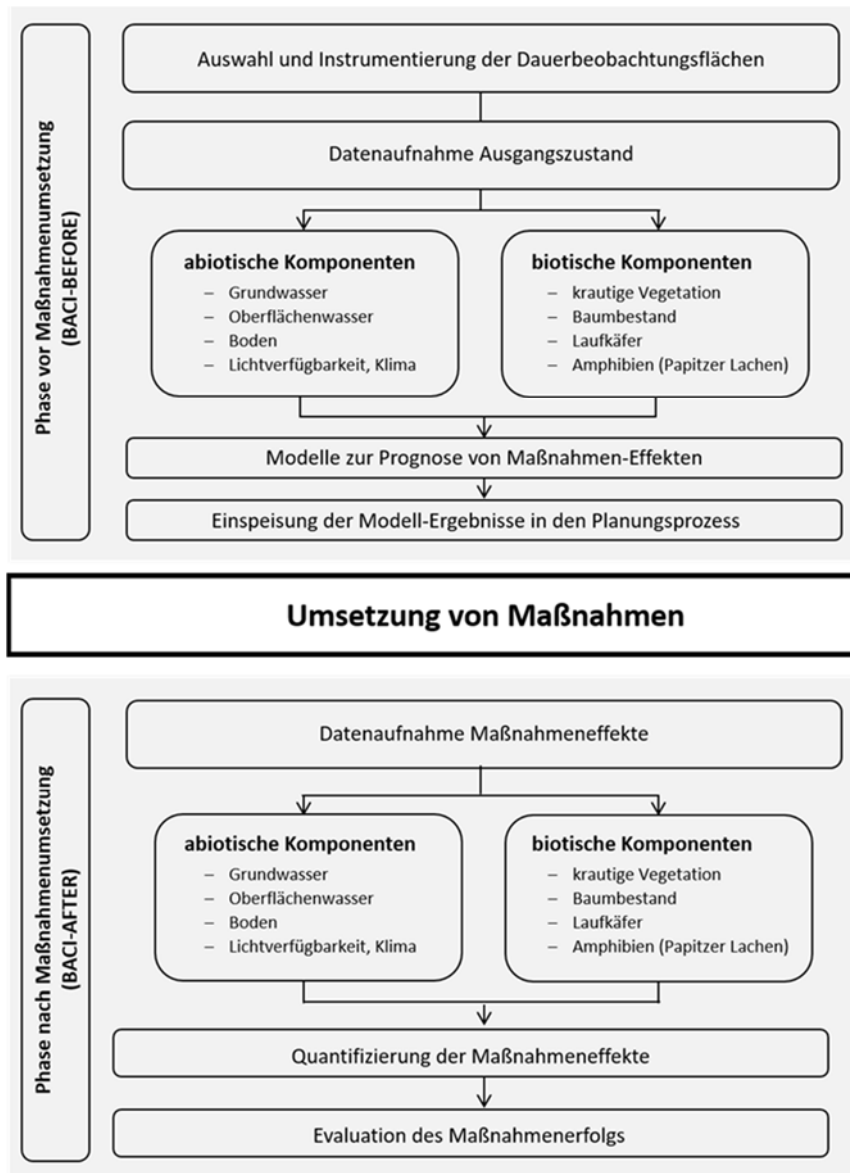 Phase vor Maßnahmenumsetzung
(BACI-BEFORE)
Auswahl und Instrumentierung der Dauerbeobachtungsflächen
Datenaufnahme Ausgangszustand
abiotische Komponenten
– Grundwasser
– Oberflächenwasser
– Boden
– Lichtverfügbarkeit, Klima
biotische Komponenten
– krautige Vegetation
– Baumbestand
– Laufkäfer
– Amphibien (Papitzer Lachen)
Modelle zur Prognose von Maßnahmen-Effekten
Einspeisung der Modell-Ergebnisse in den Planungsprozess
Umsetzung von Maßnahmen
Phase nach Maßnahmenumsetzung
(BACI-AFTER)
Datenaufnahme Maßnahmeneffekte
abiotische Komponenten
– Grundwasser
– Oberflächenwasser
– Boden
– Lichtverfügbarkeit, Klima
biotische Komponenten
– krautige Vegetation
– Baumbestand
– Laufkäfer
– Amphibien (Papitzer Lachen)
Quantifizierung der Maßnahmeneffekte
Evaluation des Maßnahmenerfolgs